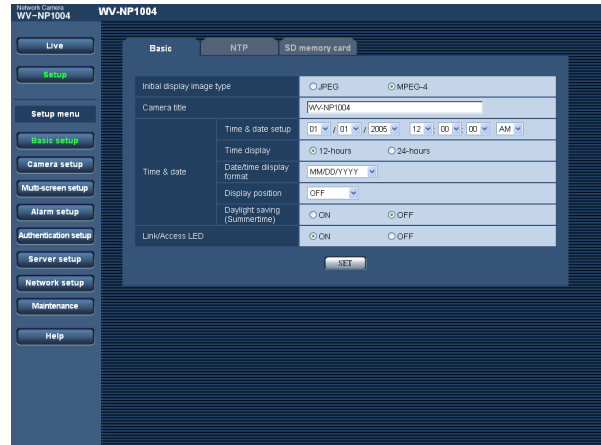 Network Camera
WV-NP1004
WV-NP1004
Live
Setup
Setup menu
Basic setup
Camera setup
Multi-screen setup
Alarm setup
Authentication setup
Server setup
Network setup
Maintenance
Help
Basic NTP SD memory card
Initial display image type JPEG MPEG-4
Camera title WV-NP1004
Time & date
Time & date setup 01 / 01 / 2005 12 : 00 : 00 AM
Time display 12-hours 24-hours
Date/time diisplay
format MM/DD/YYYY
Display position OFF
Daylight saving
(Summertime) ON OFF
Link/Access LED ON OFF
SET